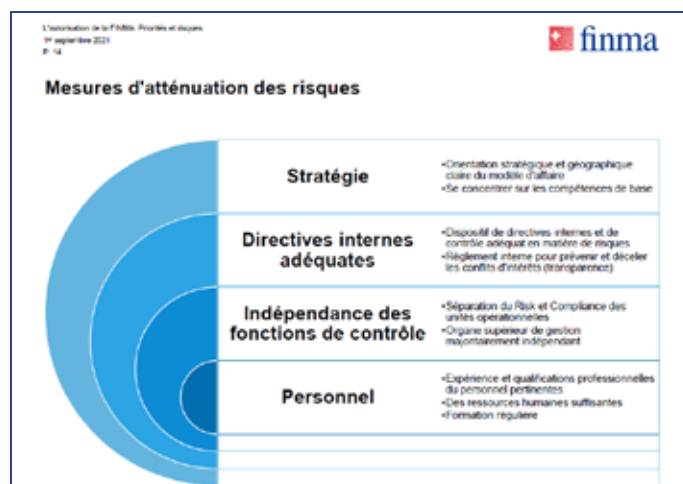 L'autorisation de la FINMA: Priorités et risques
1er septembre 2021
P. 14
finma
Mesures d'atténuation des risques
Stratégie
•Orientation stratégique et géographique
claire du modèle d'affaire
•Se concentrer sur les compétences de base
Directives internes
adéquates
•Dispositif de directives internes et de
contrôle adéquat en matière de risques
•Règlement interne pour prévenir et déceler
les conflits d'intérêts (transparence)
Indépendance des
fonctions de contrôle
•Séparation du Risk et Compliance des
unités opérationnelles
•Organe supérieur de gestion
majoritairement indépendant
Personnel
•Expérience et qualifications professionnelles
du personnel pertinentes
•Des ressources humaines suffisantes
•Formation régulière